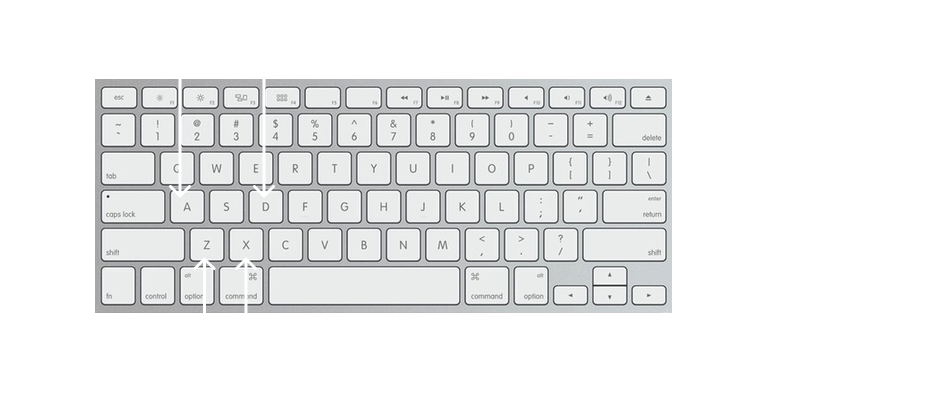 esc F1 F2 F3 F4 F5 F6 F7 F8 F9 F10 F11 F12
~ ! @ # $ % ^ & * ( ) _ +
` 1 2 3 4 5 6 7 8 9 0 - = delete
tab Q W E R T Y U I O P { [ } ] | \
caps lock A S D F G H J K L : ; " ' enter return
shift Z X C V B N M < , > . ? / shift
fn control alt option ⌘ command ⌘ command alt option